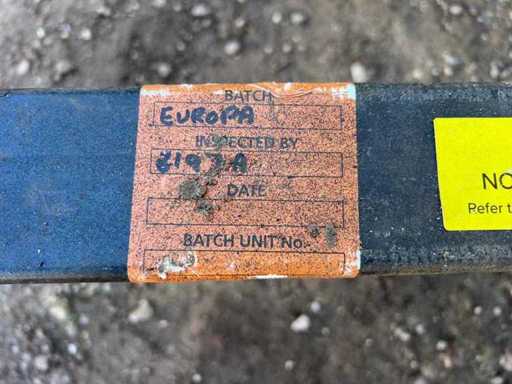 BATCH
EUROPA
INSPECTED BY
DATE
BATCH UNIT No.
NO
Refer t